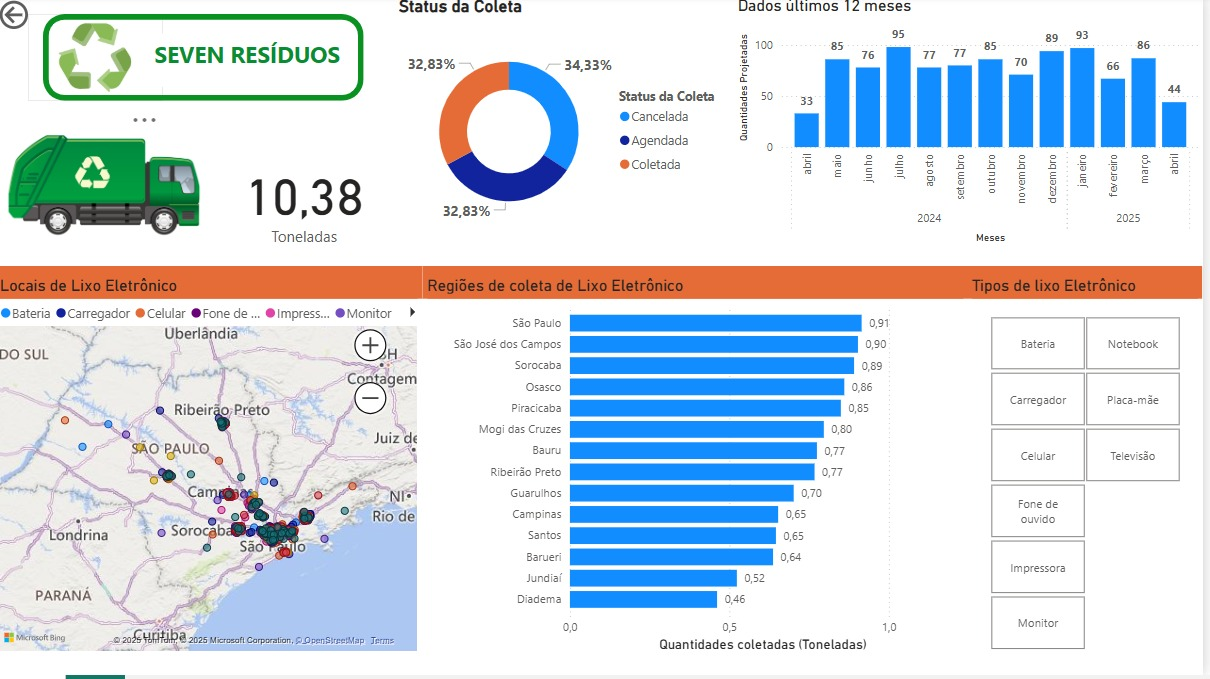 SEVEN RESÍDUOS
10,38
Toneladas
Status da Coleta
32,83%
34,33%
32,83%
Status da Coleta
Cancelada
Agendada
Coletada
Dados últimos 12 meses
Quantidades Projetadas
100
50
0
33
85
76
95
77
77
85
70
89
93
66
86
44
abril
maio
junho
julho
agosto
setembro
outubro
novembro
dezembro
janeiro
fevereiro
março
abril
2024
2025
Meses
Locais de Lixo Eletrônico
Bateria
Carregador
Celular
Fone de ...
Impress...
Monitor
Uberlândia
DO SUL
Contagem
Ribeirão Preto
Juiz de
SÃO PAULO
Rio de
Sorocaba
São Paulo
Londrina
PARANÁ
Curitiba
Microsoft Bing
© 2025 TomTom, © 2025 Microsoft Corporation, © OpenStreetMap Terms
Regiões de coleta de Lixo Eletrônico
São Paulo 0,91
São José dos Campos 0,90
Sorocaba 0,89
Osasco 0,86
Piracicaba 0,85
Mogi das Cruzes 0,80
Bauru 0,77
Ribeirão Preto 0,77
Guarulhos 0,70
Campinas 0,65
Santos 0,65
Barueri 0,64
Jundiaí 0,52
Diadema 0,46
0,0 0,5 1,0
Quantidades coletadas (Toneladas)
Tipos de lixo Eletrônico
Bateria
Notebook
Carregador
Placa-mãe
Celular
Televisão
Fone de
ouvido
Impressora
Monitor